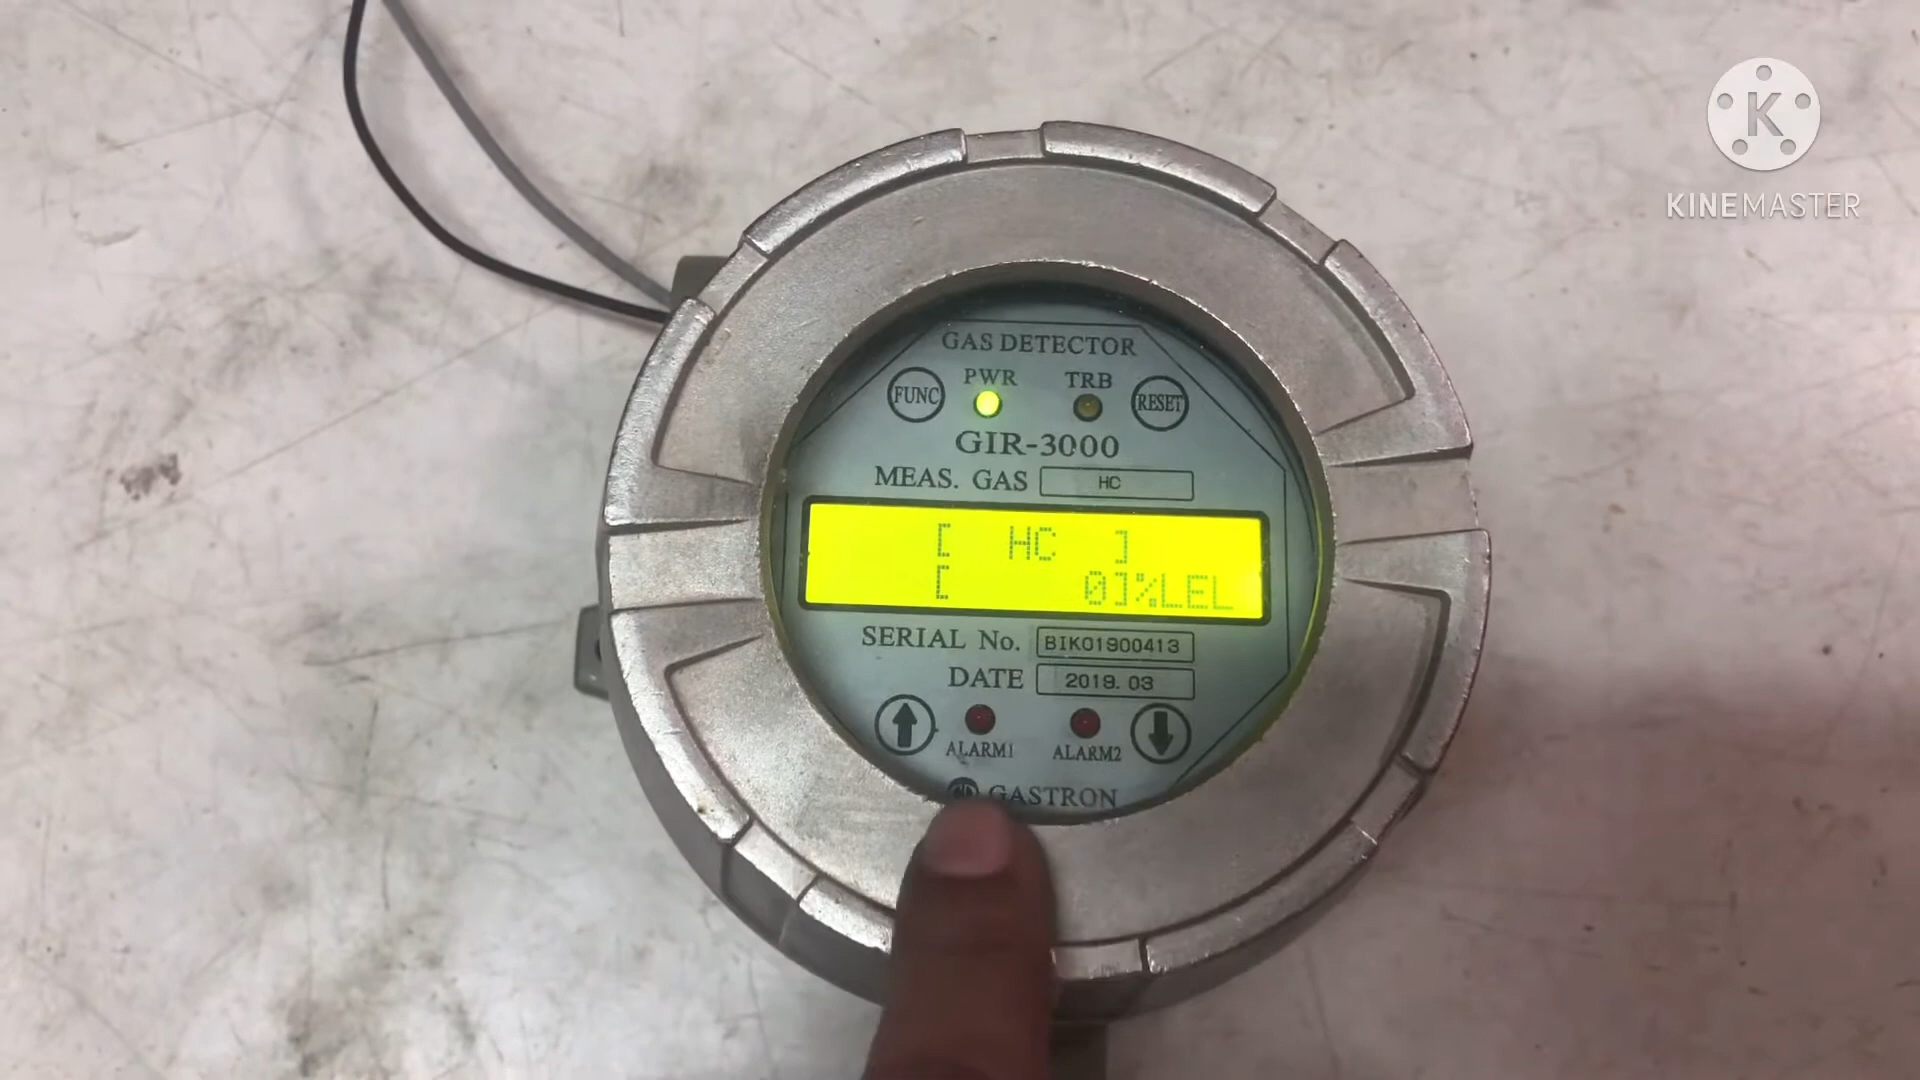 K
KINEMASTER
GAS DETECTOR
FUNC PWR TRB RESET
GIR-3000
MEAS. GAS HC
[ HC ]
[ 0]%LEL
SERIAL No. BIK01900413
DATE 2019. 03
ALARM1 ALARM2
GASTRON